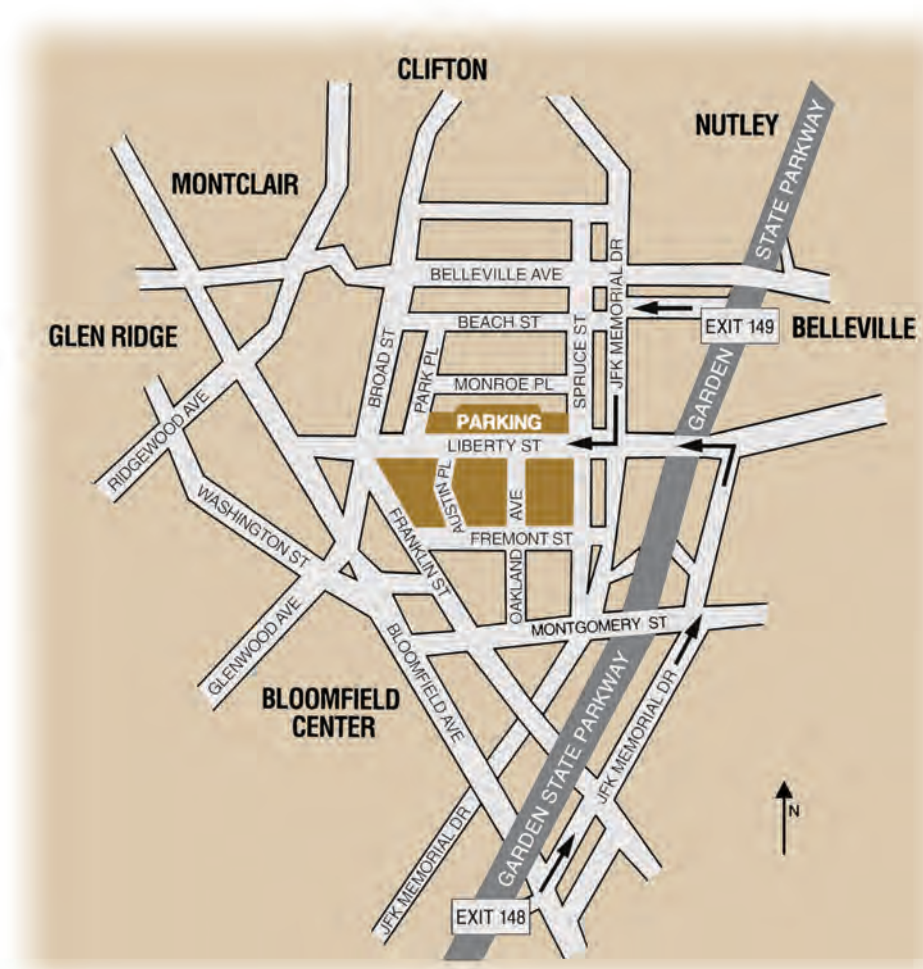 CLIFTON
NUTLEY
MONTCLAIR
GARDEN STATE PARKWAY
JFK MEMORIAL DR
BELLEVILLE AVE
BEACH ST
EXIT 149
BELLEVILLE
GLEN RIDGE
BROAD ST
PARK PL
SPRUCE ST
MONROE PL
PARKING
LIBERTY ST
RIDGEWOOD AVE
AUSTIN PL
OAKLAND AVE
WASHINGTON ST
FRANKLIN ST
FREMONT ST
GLENWOOD AVE
MONTGOMERY ST
BLOOMFIELD
CENTER
BLOOMFIELD AVE
GARDEN STATE PARKWAY
JFK MEMORIAL DR
N
JFK MEMORIAL DR
EXIT 148